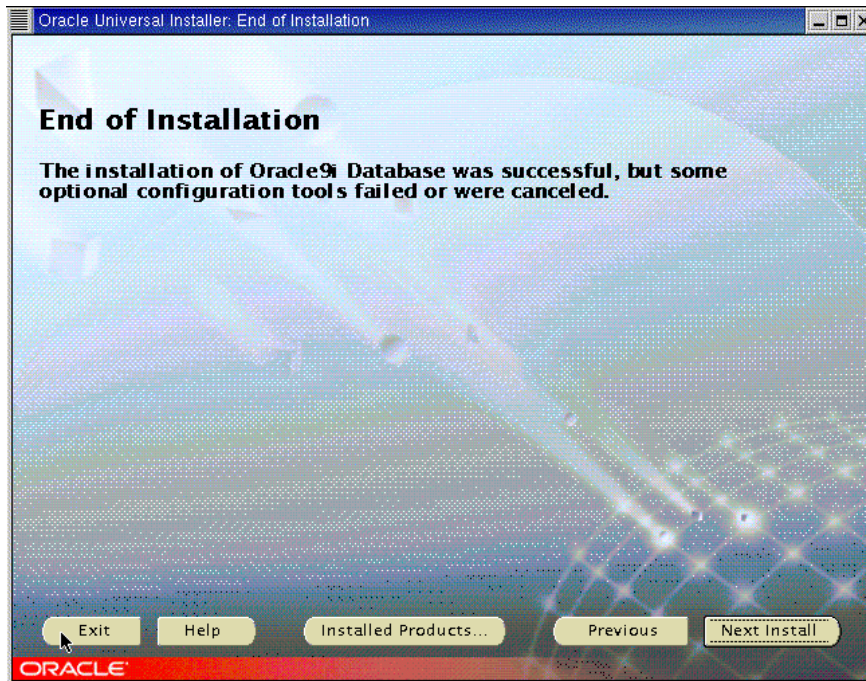 Oracle Universal Installer: End of Installation
End of Installation
The installation of Oracle9i Database was successful, but some
optional configuration tools failed or were canceled.
Exit Help Installed Products... Previous Next Install
ORACLE